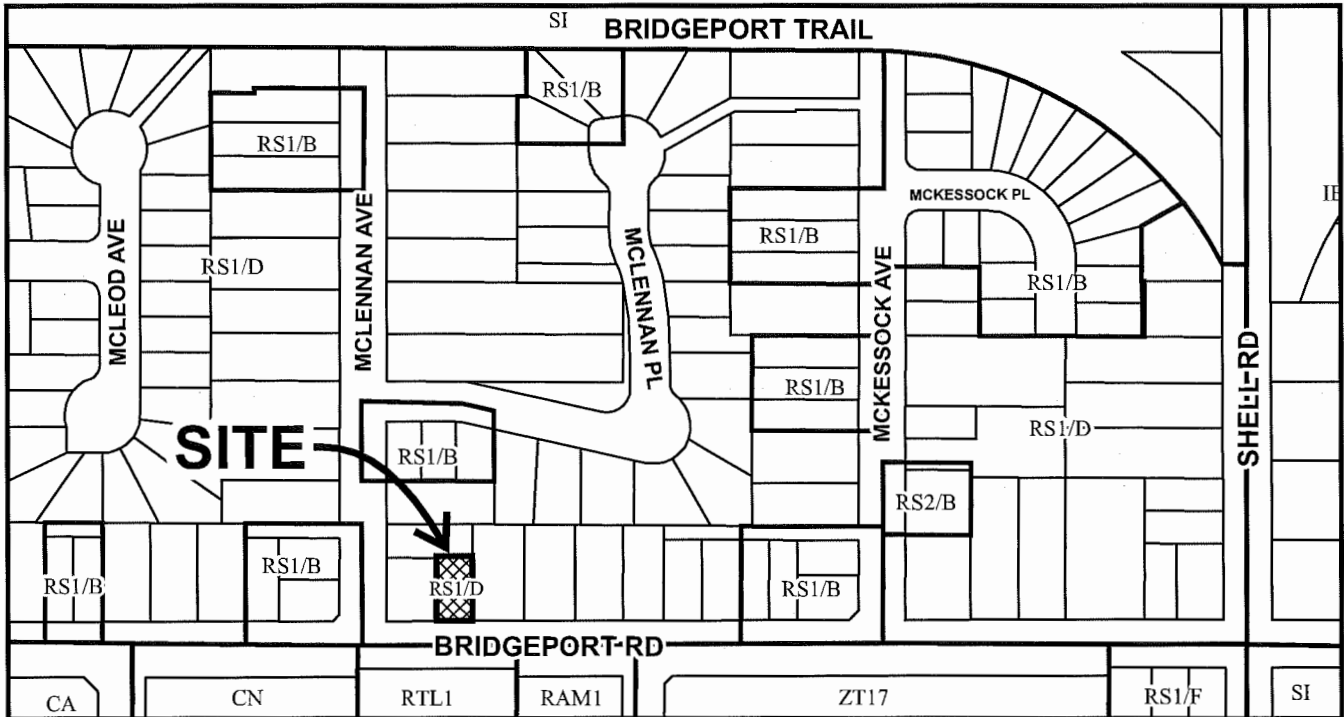 SI
BRIDGEPORT TRAIL
RS1/B
RS1/B
MCKESSOCK PL
RS1/B
RS1/D
MCLEOD AVE
MCLENNAN AVE
MCLENNAN PL
MCKESSOCK AVE
RS1/B
SHELL RD
RS1/B
RS1/D
SITE
RS1/B
RS2/B
RS1/B
RS1/B
RS1/D
RS1/B
BRIDGEPORT RD
CA
CN
RTL1
RAM1
ZT17
RS1/F
SI